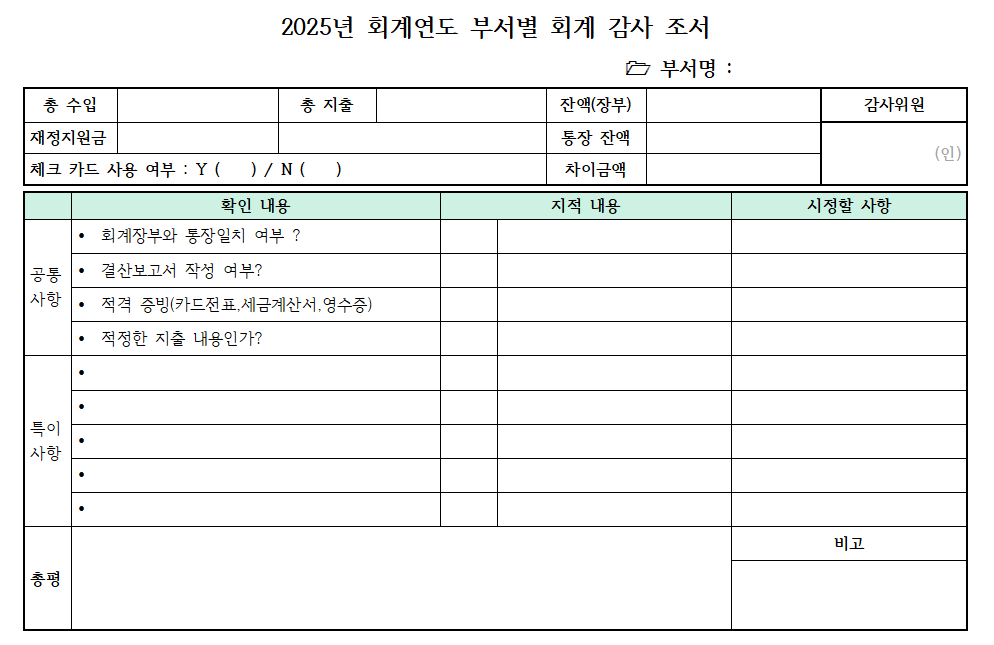 2025년 회계연도 부서별 회계 감사 조서
부서명 :
총 수입 총 지출 잔액(장부) 감사위원
재정지원금 통장 잔액
(인)
체크 카드 사용 여부 : Y ( ) / N ( ) 차이금액
확인 내용 지적 내용 시정할 사항
공통
사항
• 회계장부와 통장일치 여부 ?
• 결산보고서 작성 여부?
• 적격 증빙(카드전표,세금계산서,영수증)
• 적정한 지출 내용인가?
특이
사항
•
•
•
•
•
총평
비고